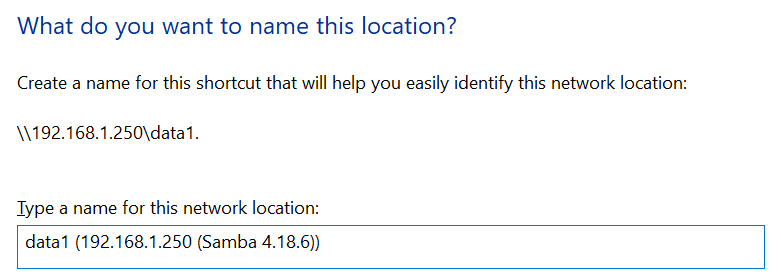 What do you want to name this location?
Create a name for this shortcut that will help you easily identify this network location:
\\192.168.1.250\data1.
Type a name for this network location:
data1 (192.168.1.250 (Samba 4.18.6))